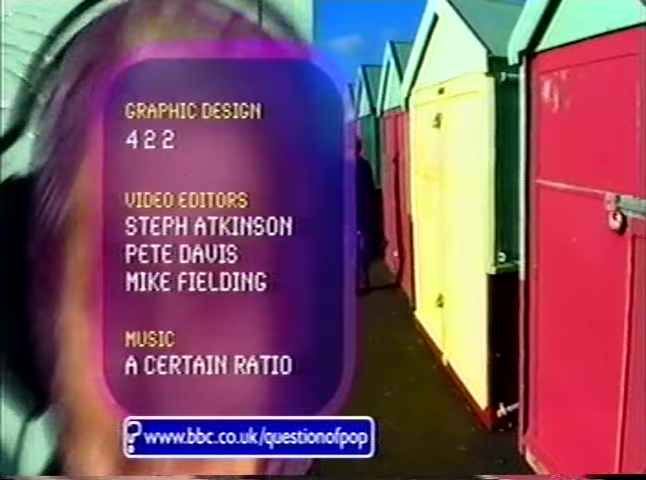 GRAPHIC DESIGN
422
VIDEO EDITORS
STEPH ATKINSON
PETE DAVIS
MIKE FIELDING
MUSIC
A CERTAIN RATIO
? www.bbc.co.uk/questionofpop